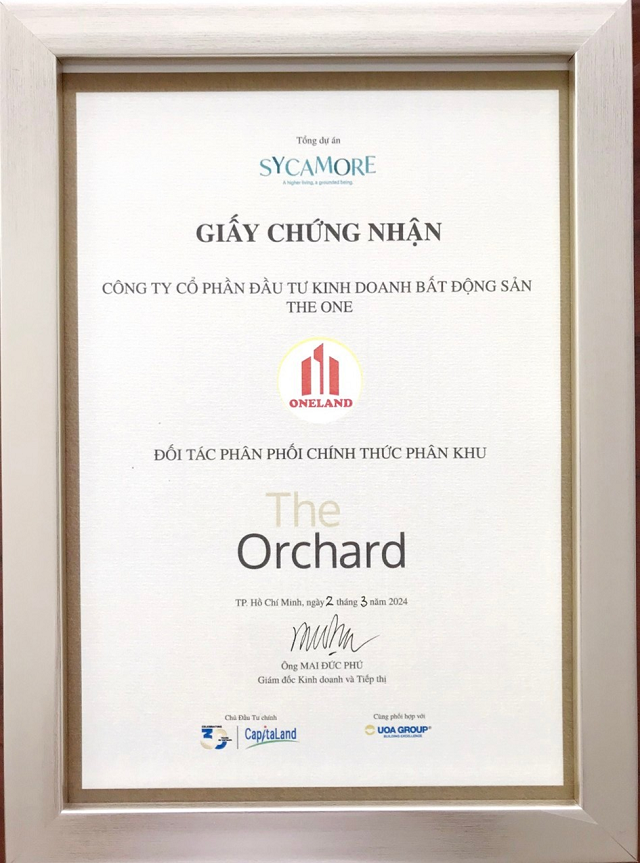 Tổng dự án
SYCAMORE
A higher living, a grounded being.
GIẤY CHỨNG NHẬN
CÔNG TY CỔ PHẦN ĐẦU TƯ KINH DOANH BẤT ĐỘNG SẢN
THE ONE
ONELAND
ĐỐI TÁC PHÂN PHỐI CHÍNH THỨC PHÂN KHU
The
Orchard
TP. Hồ Chí Minh, ngày 2 tháng 3 năm 2024
Ông MAI ĐỨC PHÚ
Giám đốc Kinh doanh và Tiếp thị
Chủ Đầu Tư chính
CapitaLand
Cùng phối hợp với
UOA GROUP
BUILDING EXCELLENCE